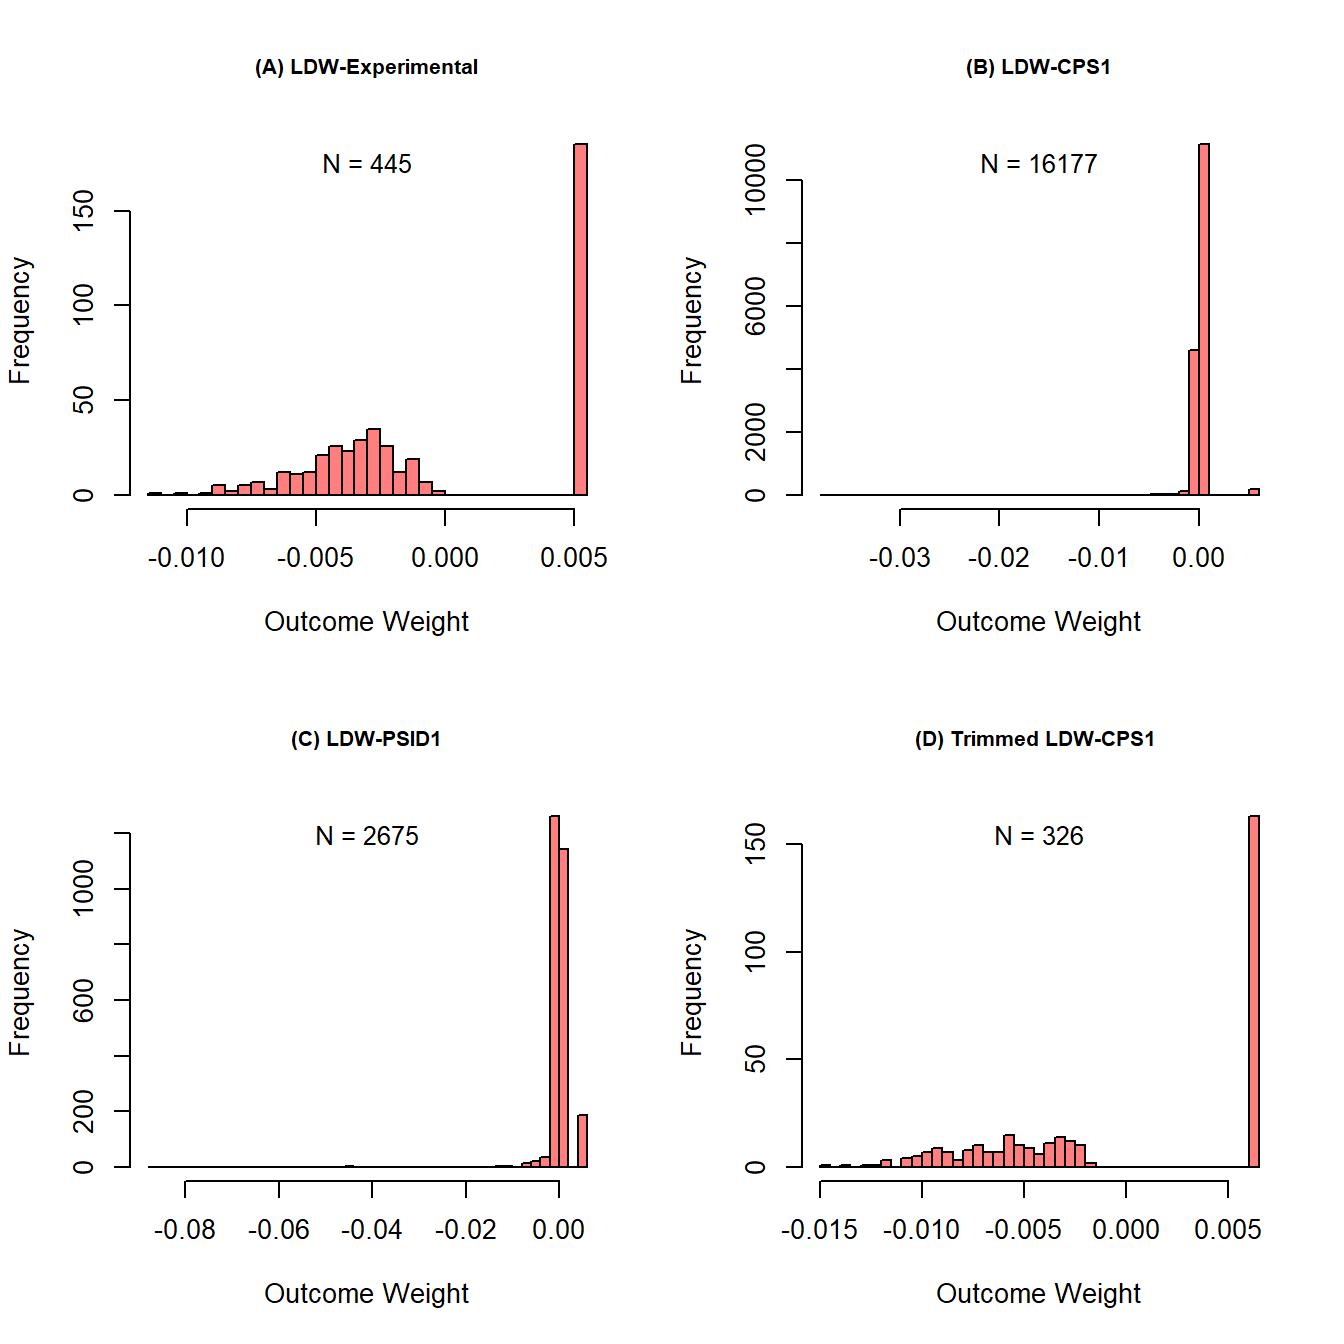 (A) LDW-Experimental
N = 445
Frequency
0 50 100 150
-0.010 -0.005 0.000 0.005
Outcome Weight
(B) LDW-CPS1
N = 16177
Frequency
0 2000 6000 10000
-0.03 -0.02 -0.01 0.00
Outcome Weight
(C) LDW-PSID1
N = 2675
Frequency
0 200 600 1000
-0.08 -0.06 -0.04 -0.02 0.00
Outcome Weight
(D) Trimmed LDW-CPS1
N = 326
Frequency
0 50 100 150
-0.015 -0.010 -0.005 0.000 0.005
Outcome Weight